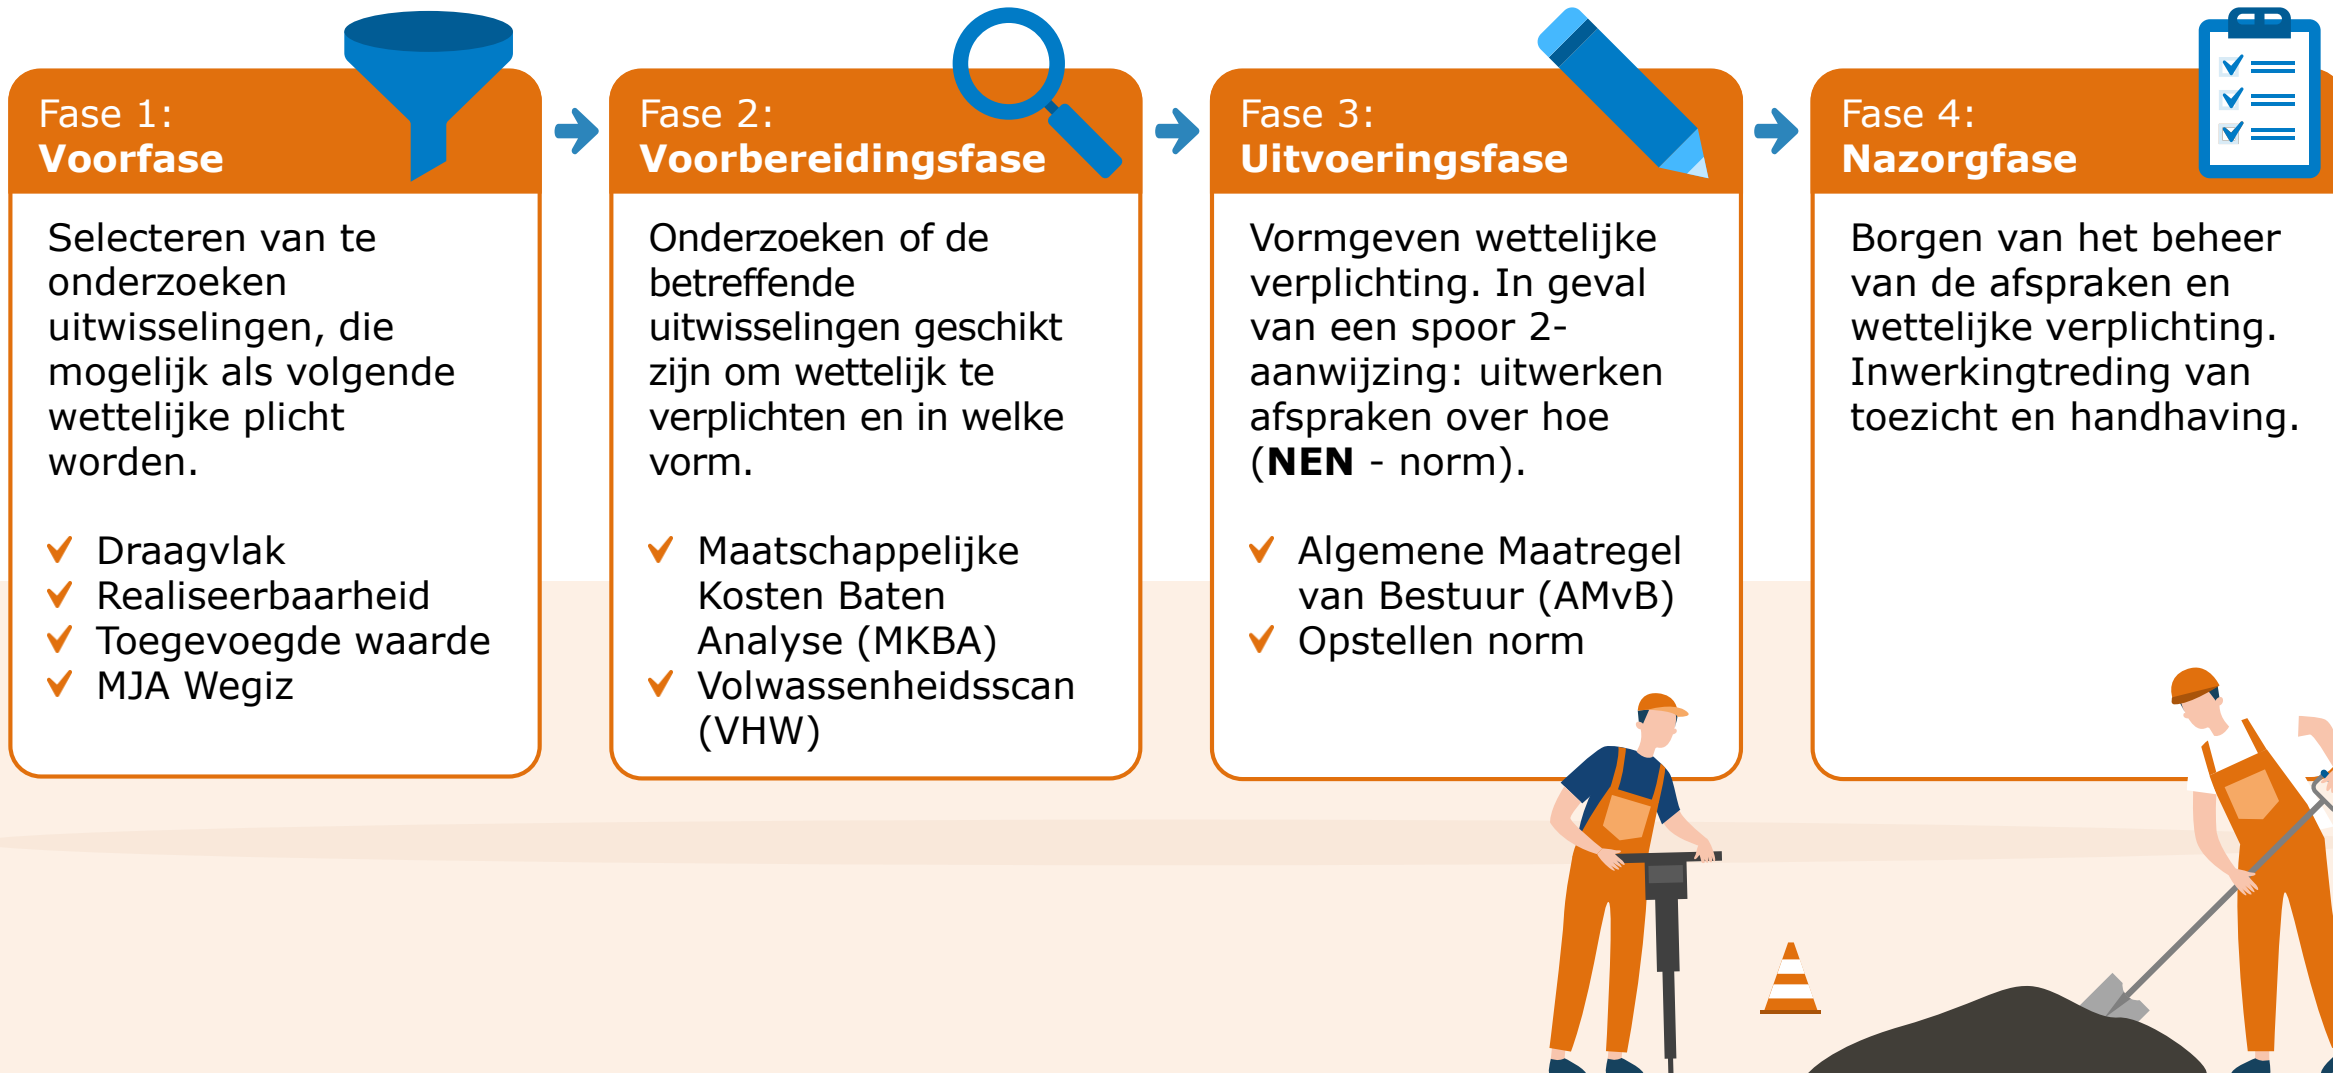 Fase 1:
Voorfase
Selecteren van te
onderzoeken
uitwisselingen, die
mogelijk als volgende
wettelijke plicht
worden.
Draagvlak
Realiseerbaarheid
Toegevoegde waarde
MJA Wegiz
Fase 2:
Voorbereidingsfase
Onderzoeken of de
betreffende
uitwisselingen geschikt
zijn om wettelijk te
verplichten en in welke
vorm.
Maatschappelijke
Kosten Baten
Analyse (MKBA)
Volwassenheidsscan
(VHW)
Fase 3:
Uitvoeringsfase
Vormgeven wettelijke
verplichting. In geval
van een spoor 2-
aanwijzing: uitwerken
afspraken over hoe
(NEN - norm).
Algemene Maatregel
van Bestuur (AMvB)
Opstellen norm
Fase 4:
Nazorgfase
Borgen van het beheer
van de afspraken en
wettelijke verplichting.
Inwerkingtreding van
toezicht en handhaving.